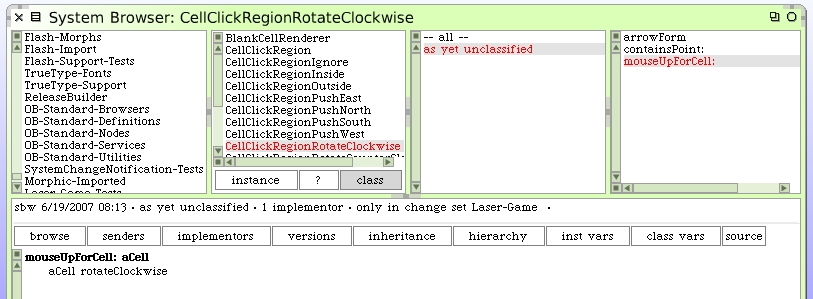 System Browser: CellClickRegionRotateClockwise
Flash-Morphs
Flash-Import
Flash-Support-Tests
TrueType-Fonts
TrueType-Support
ReleaseBuilder
OB-Standard-Browsers
OB-Standard-Definitions
OB-Standard-Nodes
OB-Standard-Services
OB-Standard-Utilities
SystemChangeNotification-Tests
Morphic-Imported
Laser-Game-Tests
BlankCellRenderer
CellClickRegion
CellClickRegionIgnore
CellClickRegionInside
CellClickRegionOutside
CellClickRegionPushEast
CellClickRegionPushNorth
CellClickRegionPushSouth
CellClickRegionPushWest
CellClickRegionRotateClockwise
instance ? class
-- all --
as yet unclassified
arrowForm
containsPoint:
mouseUpForCell:
sbw 6/19/2007 08:13 · as yet unclassified · 1 implementor · only in change set Laser-Game ·
browse senders implementors versions inheritance hierarchy inst vars class vars source
mouseUpForCell: aCell
aCell rotateClockwise